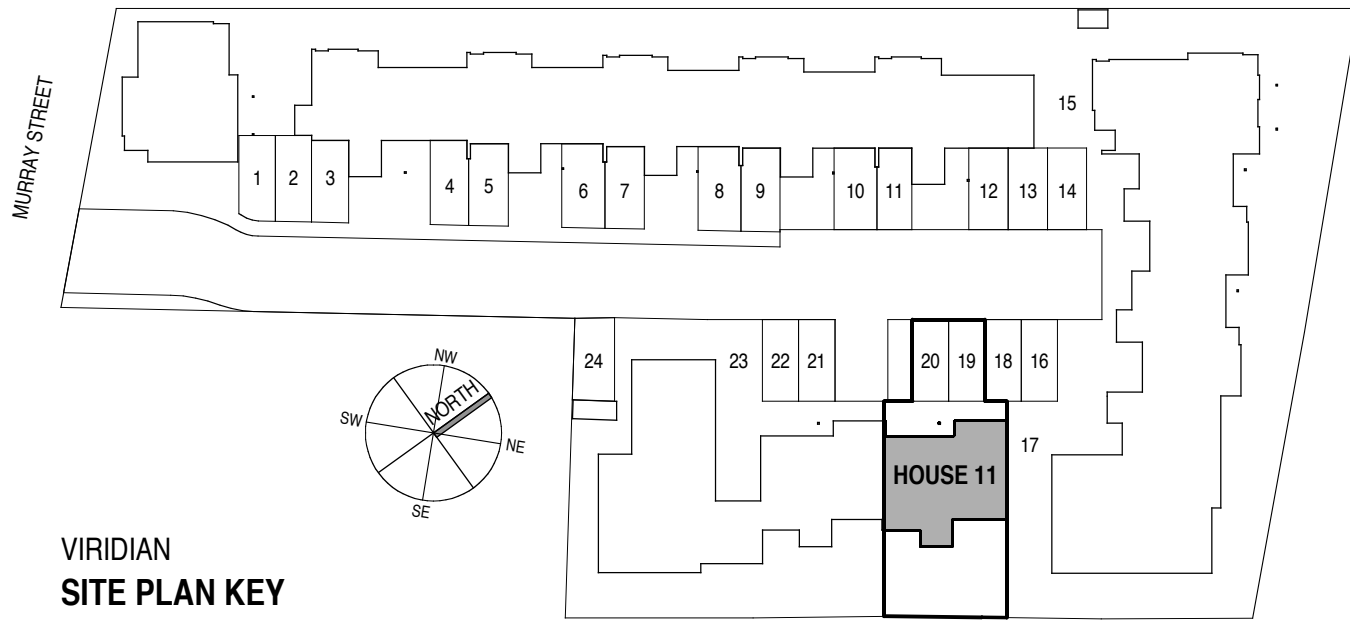 MURRAY STREET
15
1 2 3 4 5 6 7 8 9 10 11 12 13 14
24 23 22 21 20 19 18 16
NW
NORTH
SW
NE
SE
17
HOUSE 11
VIRIDIAN
SITE PLAN KEY